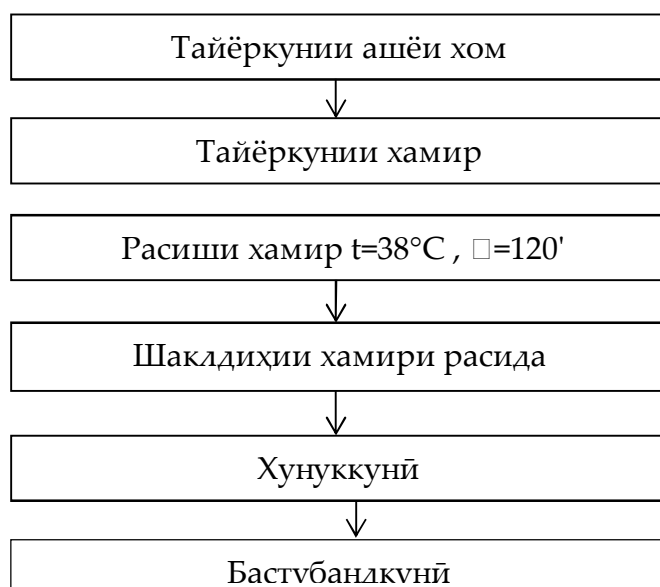 Тайёркунии ашёи хом
Тайёркунии хамир
Расиши хамир t=38°C , □=120'
Шаклдиҳии хамири расида
Хунуккунӣ
Бастубандкунӣ